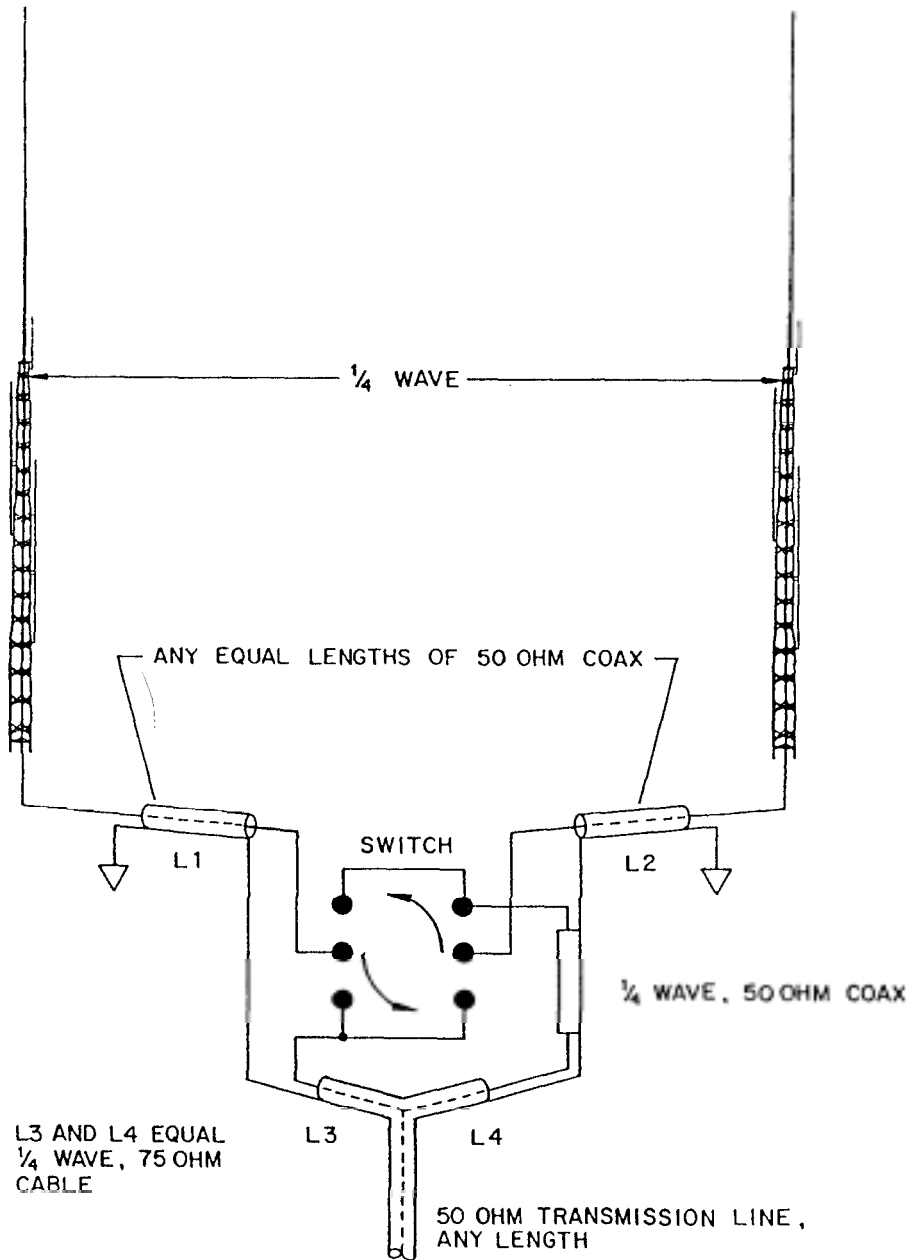 ¼ WAVE
ANY EQUAL LENGTHS OF 50 OHM COAX
SWITCH
L1
L2
¼ WAVE, 50 OHM COAX
L3 AND L4 EQUAL
¼ WAVE, 75 OHM
CABLE
L3
L4
50 OHM TRANSMISSION LINE,
ANY LENGTH